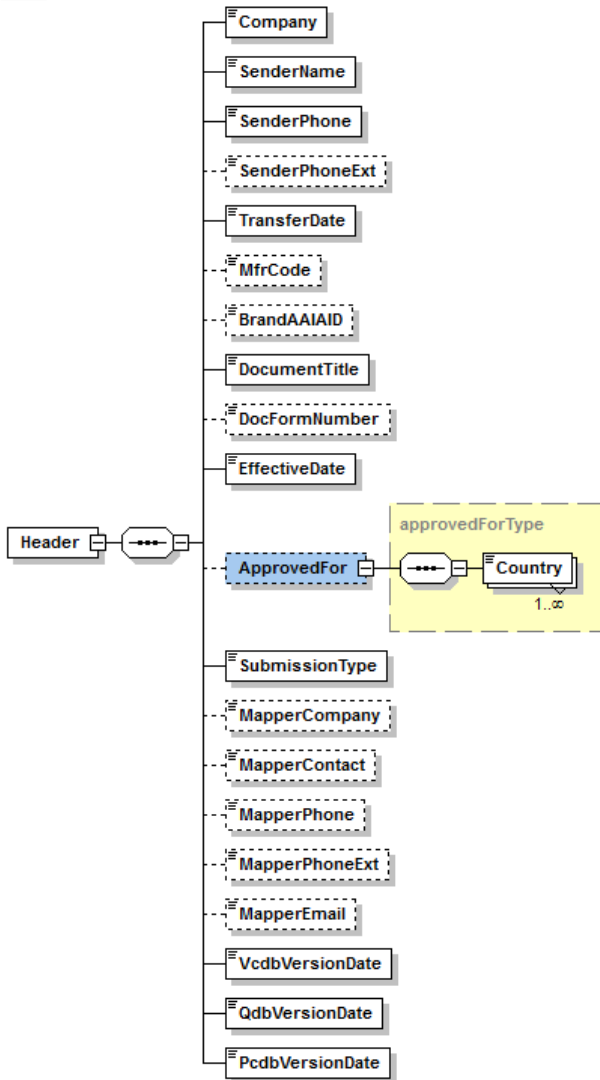 Company
SenderName
SenderPhone
SenderPhoneExt
TransferDate
MfrCode
BrandAAIAID
DocumentTitle
DocFormNumber
EffectiveDate
Header
approvedForType
ApprovedFor
Country
1..∞
SubmissionType
MapperCompany
MapperContact
MapperPhone
MapperPhoneExt
MapperEmail
VcdbVersionDate
QdbVersionDate
PcdbVersionDate